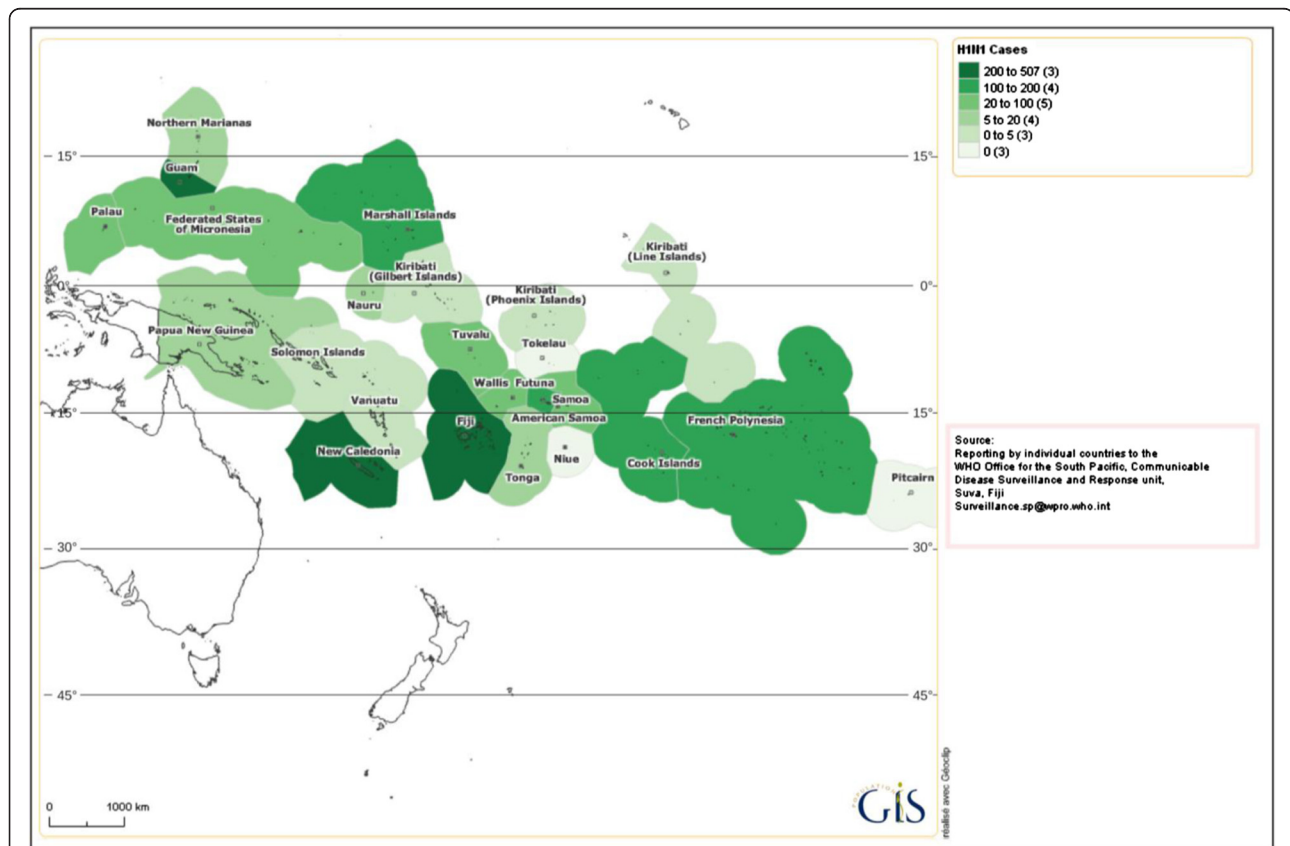 H1N1 Cases
200 to 507 (3)
100 to 200 (4)
20 to 100 (5)
5 to 20 (4)
0 to 5 (3)
0 (3)
Northern Marianas
15° 15°
Guam
Palau
Federated States
of Micronesia
Marshall Islands
Kiribati
(Line Islands)
Kiribati
(Gilbert Islands)
0° 0°
Kiribati
(Phoenix Islands)
Nauru
Papua New Guinea
Tuvalu
Tokelau
Solomon Islands
Wallis Futuna
Vanuatu
Samoa
15° 15°
American Samoa
Fiji
French Polynesia
New Caledonia
Niue
Cook Islands
Tonga
Pitcairn
Source:
Reporting by individual countries to the
WHO Office for the South Pacific, Communicable
Disease Surveillance and Response unit,
Suva, Fiji
Surveillance.sp@wpro.who.int
30° 30°
45° 45°
0 1000 km
POPULATION
GIS
réalisé avec Géoclip